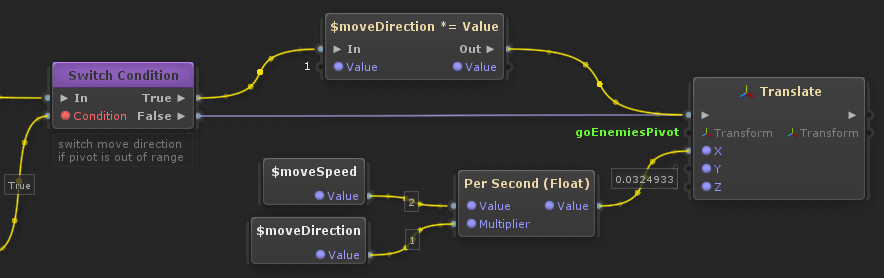 $moveDirection *= Value
In Out
1
Value Value
Switch Condition
In True
Condition False
switch move direction
if pivot is out of range
True
Translate
goEnemiesPivot
Transform Transform
X
Y
Z
0.0324933
$moveSpeed
Value
2
Per Second (Float)
Value Value
Multiplier
$moveDirection
Value
1